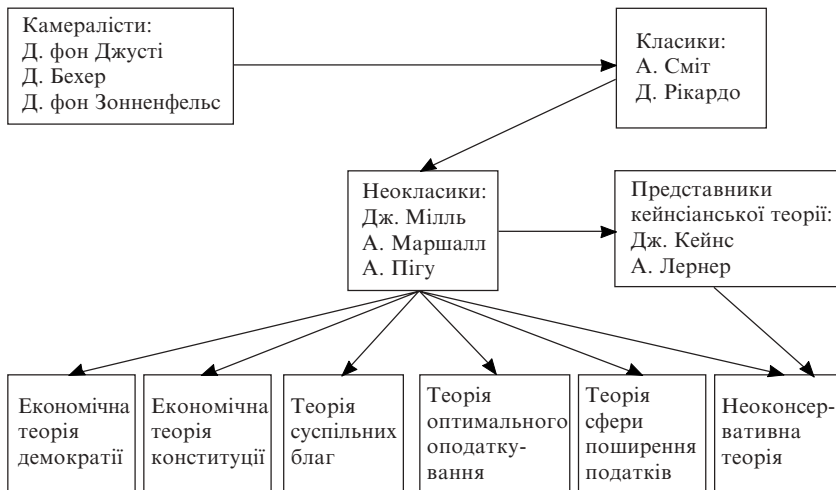 Камералісти:
Д. фон Джусті
Д. Бехер
Д. фон Зонненфельс
Класики:
А. Сміт
Д. Рікардо
Неокласики:
Дж. Мілль
А. Маршалл
А. Пігу
Представники
кейнсіанської теорії:
Дж. Кейнс
А. Лернер
Економічна
теорія
демократії
Економічна
теорія
конституції
Теорія
суспільних
благ
Теорія
оптимального
оподатку-
вання
Теорія
сфери
поширення
податків
Неоконсер-
вативна
теорія